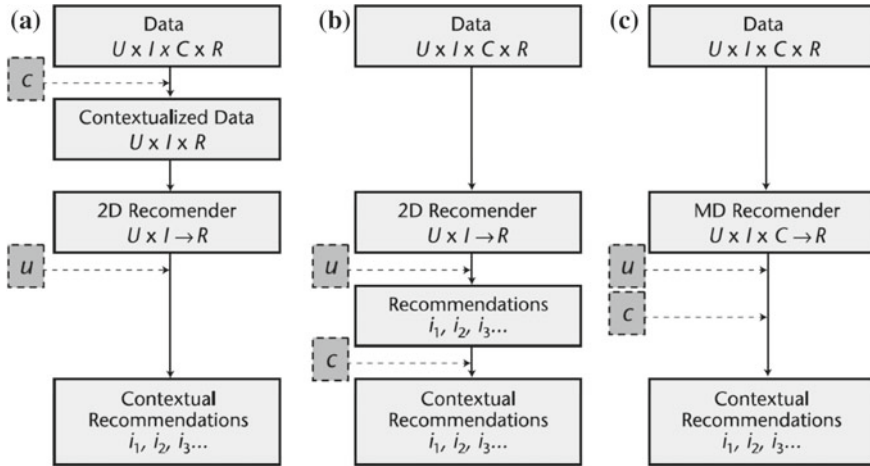 (a)
Data
U x I x C x R
c
Contextualized Data
U x I x R
2D Recomender
U x I → R
u
Contextual
Recommendations
i₁, i₂, i₃...
(b)
Data
U x I x C x R
2D Recomender
U x I → R
u
Recommendations
i₁, i₂, i₃...
c
Contextual
Recommendations
i₁, i₂, i₃...
(c)
Data
U x I x C x R
MD Recomender
U x I x C → R
u
c
Contextual
Recommendations
i₁, i₂, i₃...